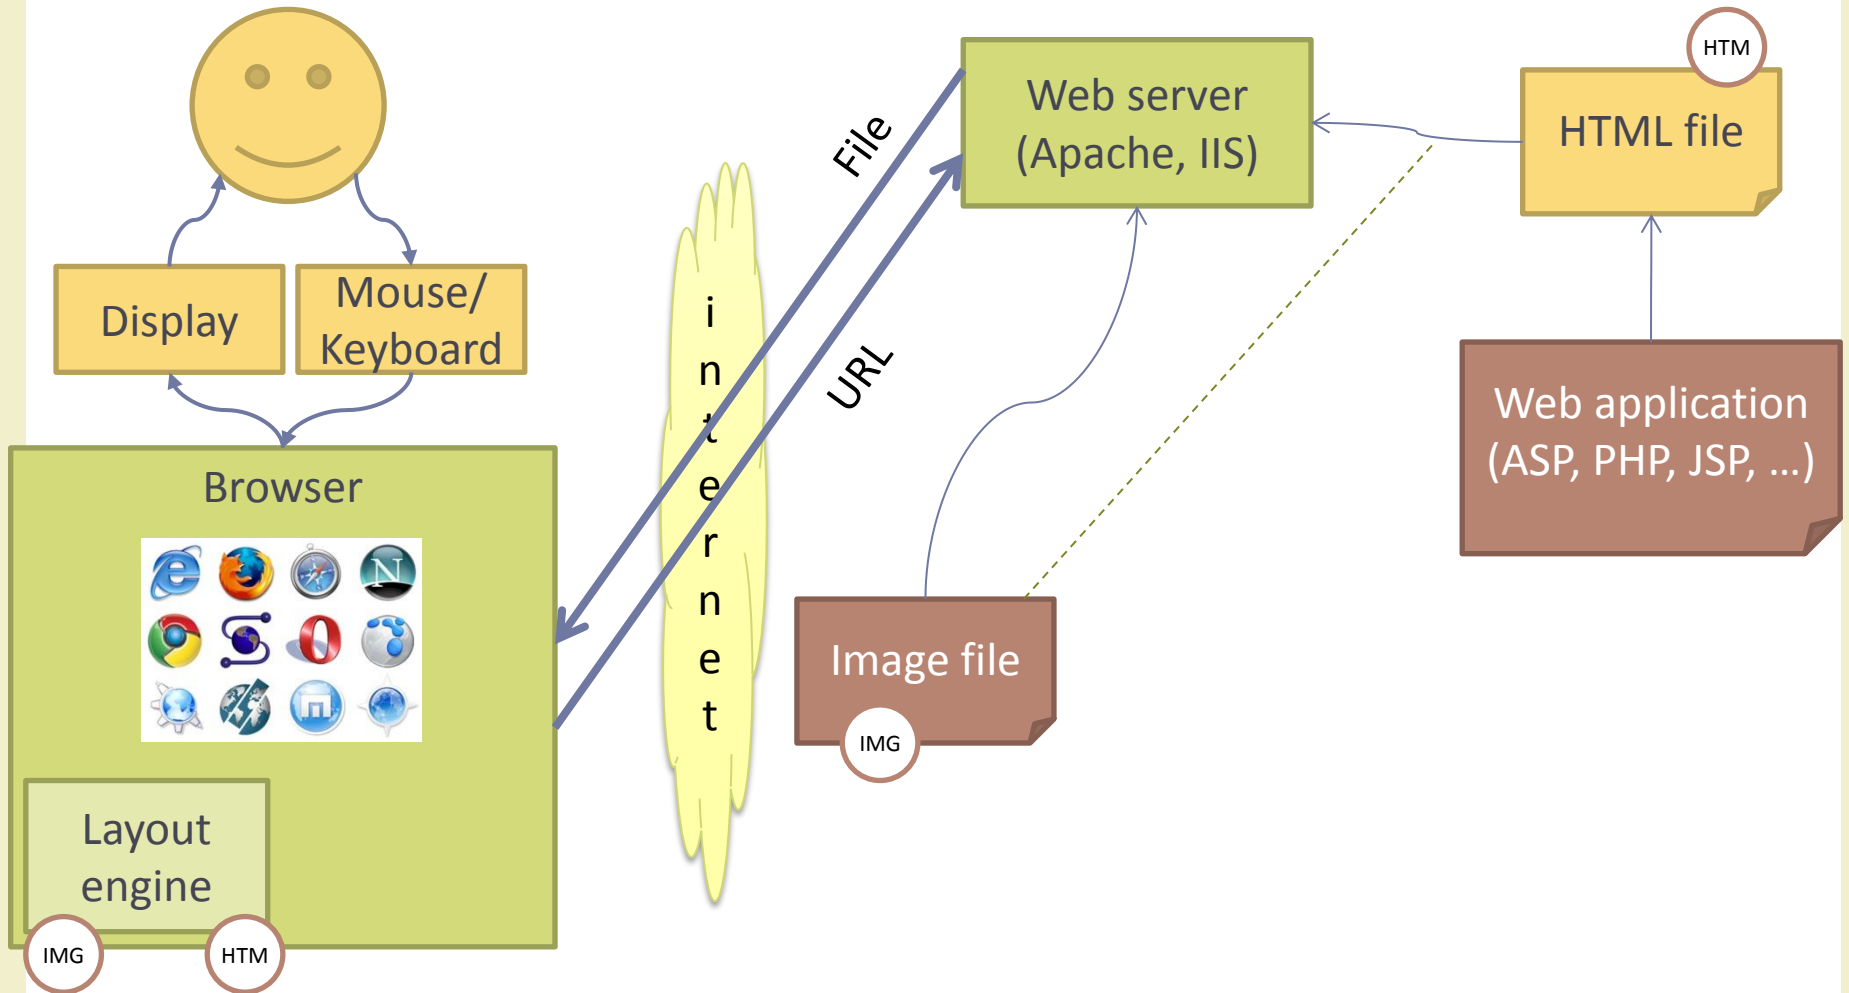 HTM
Web server
(Apache, IIS)
HTML file
File
Display
Mouse/
Keyboard
internet
URL
Web application
(ASP, PHP, JSP, ...)
Browser
N
Image file
IMG
Layout
engine
IMG
HTM